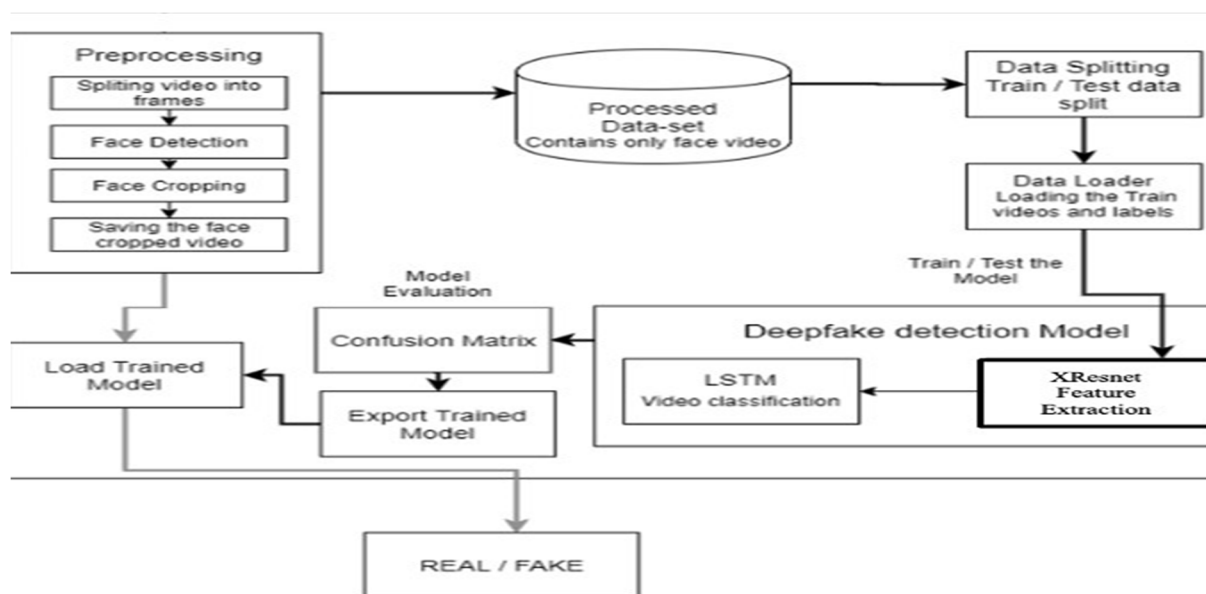 Preprocessing
Spliting video into
frames
Face Detection
Face Cropping
Saving the face
cropped video
Processed
Data-set
Contains only face video
Data Splitting
Train / Test data
split
Data Loader
Loading the Train
videos and labels
Train / Test the
Model
Model
Evaluation
Confusion Matrix
Export Trained
Model
Load Trained
Model
Deepfake detection Model
LSTM
Video classification
XResnet
Feature
Extraction
REAL / FAKE